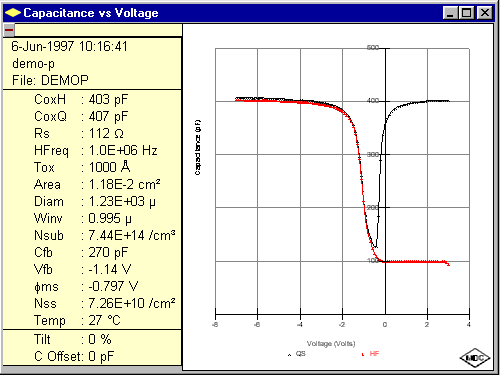 Capacitance vs Voltage
6-Jun-1997 10:16:41
demo-p
File: DEMOP
CoxH : 403 pF
CoxQ : 407 pF
Rs : 112 Ω
HFreq : 1.0E+06 Hz
Tox : 1000 Å
Area : 1.18E-2 cm²
Diam : 1.23E+03 µ
Winv : 0.995 µ
Nsub : 7.44E+14 /cm³
Cfb : 270 pF
Vfb : -1.14 V
ϕms : -0.797 V
Nss : 7.26E+10 /cm²
Temp : 27 °C
Tilt : 0 %
C Offset: 0 pF
Capacitance (pF)
500
400
300
200
100
-8 -6 -4 -2 0 2 4
Voltage (Volts)
QS HF
MDC